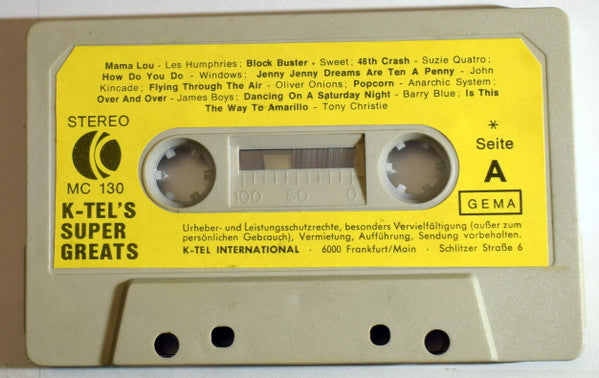 Mama Lou - Les Humphries; Block Buster - Sweet; 48th Crash - Suzie Quatro;
How Do You Do - Windows; Jenny Jenny Dreams Are Ten A Penny - John
Kincade; Flying Through The Air - Oliver Onions; Popcorn - Anarchic System;
Over And Over - James Boys; Dancing On A Saturday Night - Barry Blue; Is This
The Way To Amarillo - Tony Christie
STEREO
K
MC 130
K-TEL'S
SUPER
GREATS
100 50 0
*
Seite
A
GEMA
Urheber- und Leistungsschutzrechte, besonders Vervielfältigung (außer zum
persönlichen Gebrauch), Vermietung, Aufführung, Sendung vorbehalten.
K-TEL INTERNATIONAL · 6000 Frankfurt/Main · Schlitzer Straße 6